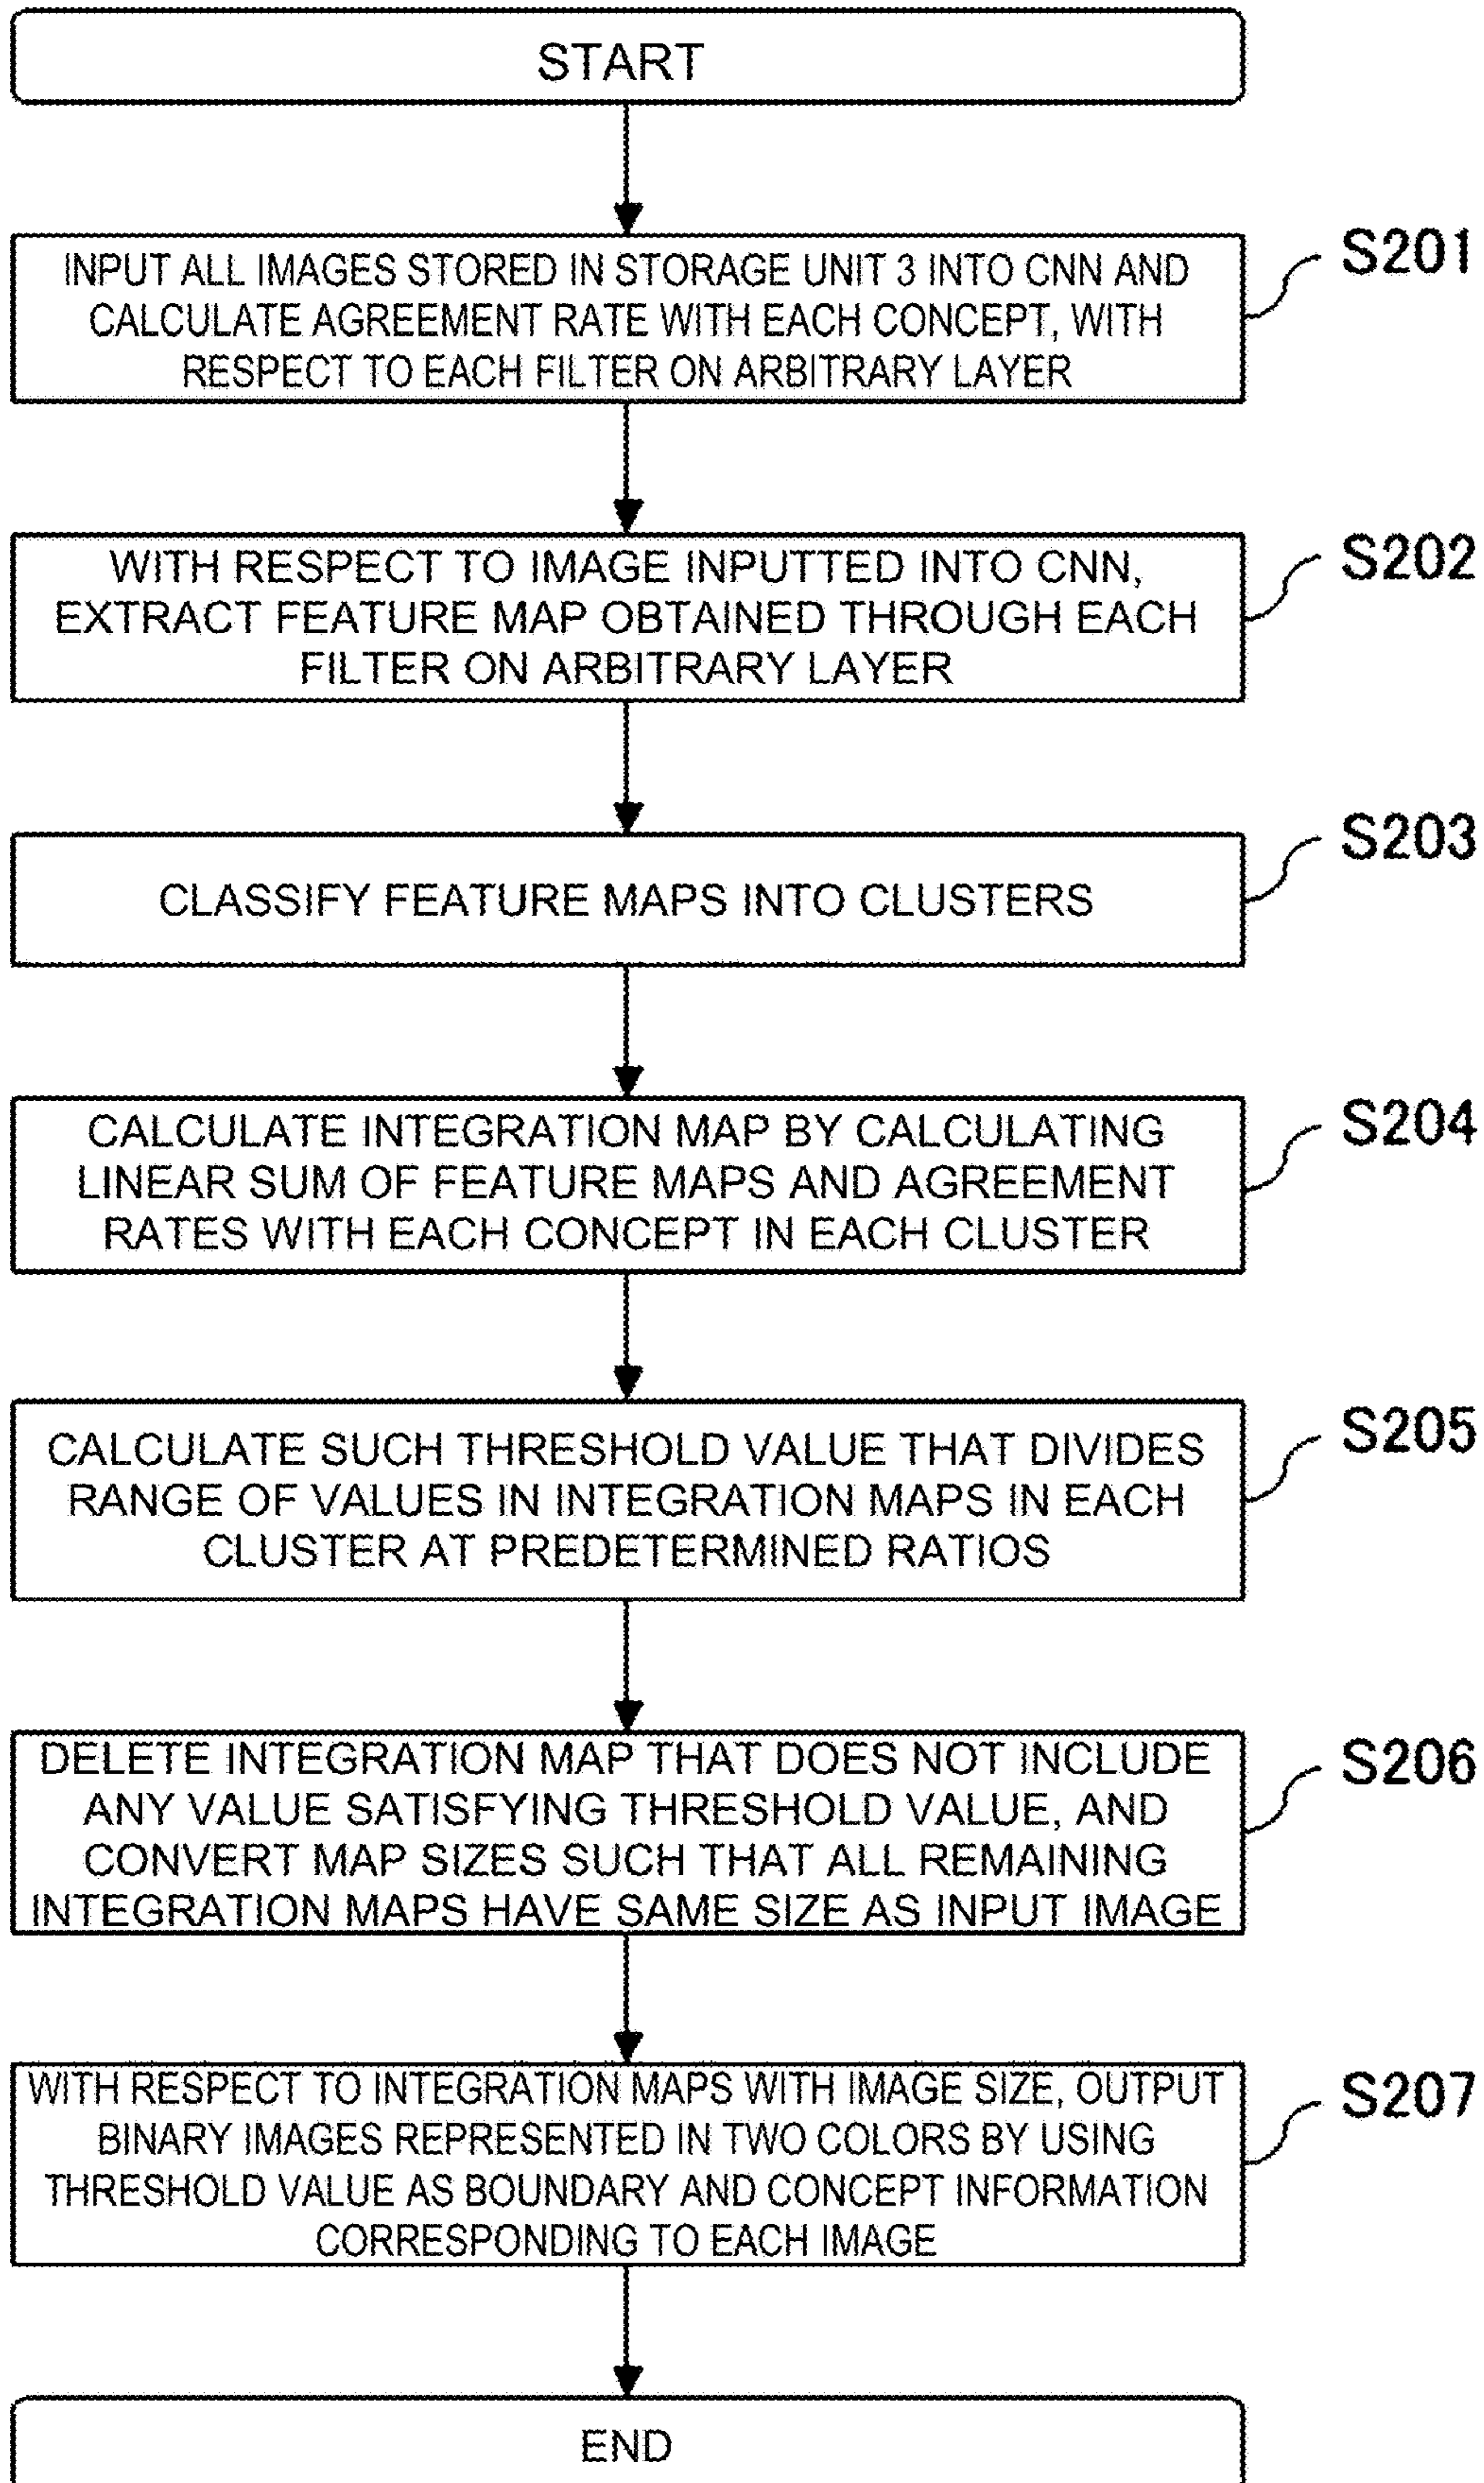 START
S201
INPUT ALL IMAGES STORED IN STORAGE UNIT 3 INTO CNN AND
CALCULATE AGREEMENT RATE WITH EACH CONCEPT, WITH
RESPECT TO EACH FILTER ON ARBITRARY LAYER
S202
WITH RESPECT TO IMAGE INPUTTED INTO CNN,
EXTRACT FEATURE MAP OBTAINED THROUGH EACH
FILTER ON ARBITRARY LAYER
S203
CLASSIFY FEATURE MAPS INTO CLUSTERS
S204
CALCULATE INTEGRATION MAP BY CALCULATING
LINEAR SUM OF FEATURE MAPS AND AGREEMENT
RATES WITH EACH CONCEPT IN EACH CLUSTER
S205
CALCULATE SUCH THRESHOLD VALUE THAT DIVIDES
RANGE OF VALUES IN INTEGRATION MAPS IN EACH
CLUSTER AT PREDETERMINED RATIOS
S206
DELETE INTEGRATION MAP THAT DOES NOT INCLUDE
ANY VALUE SATISFYING THRESHOLD VALUE, AND
CONVERT MAP SIZES SUCH THAT ALL REMAINING
INTEGRATION MAPS HAVE SAME SIZE AS INPUT IMAGE
S207
WITH RESPECT TO INTEGRATION MAPS WITH IMAGE SIZE, OUTPUT
BINARY IMAGES REPRESENTED IN TWO COLORS BY USING
THRESHOLD VALUE AS BOUNDARY AND CONCEPT INFORMATION
CORRESPONDING TO EACH IMAGE
END